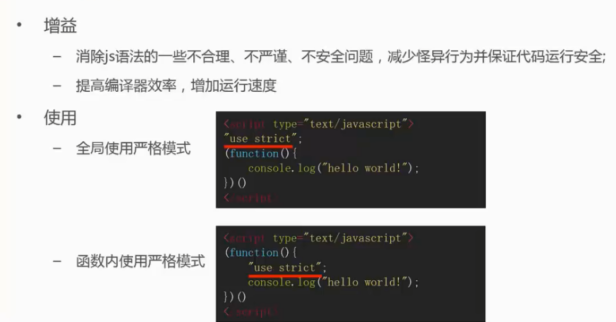 • 增益
– 消除js语法的一些不合理、不严谨、不安全问题，减少怪异行为并保证代码运行安全;
– 提高编译器效率，增加运行速度
• 使用
– 全局使用严格模式
<script type="text/javascript">
"use strict";
(function(){
console.log("hello world!");
})()
<script>
– 函数内使用严格模式
<script type="text/javascript">
(function(){
"use strict";
console.log("hello world!");
})()
</script>